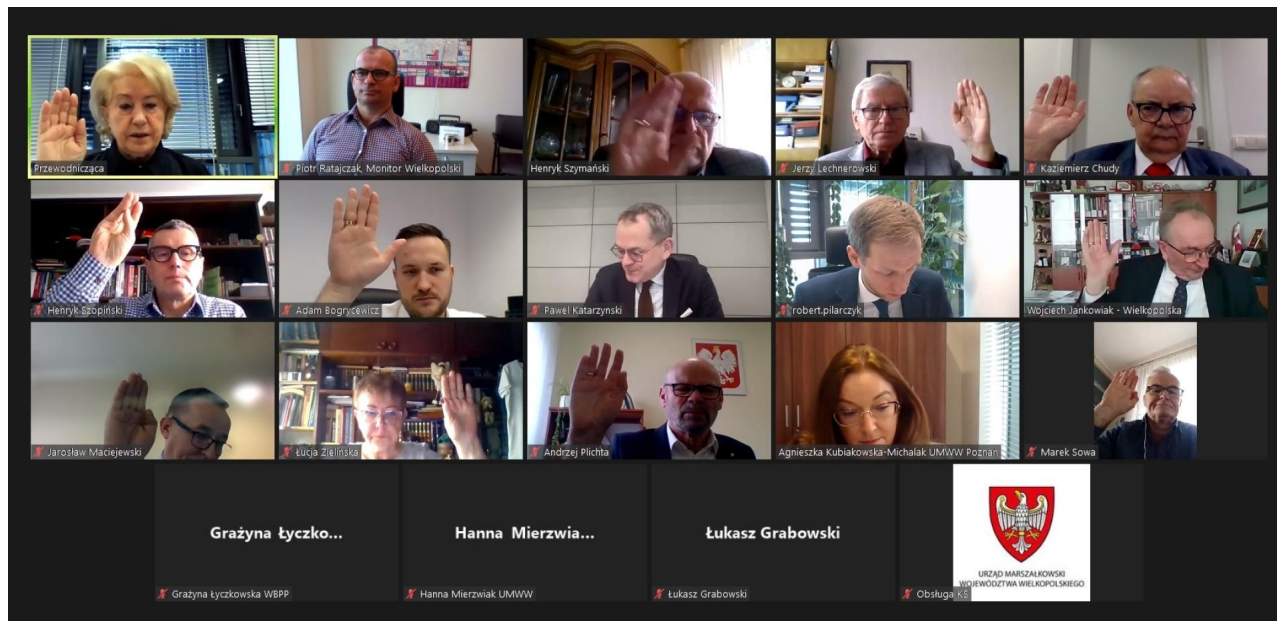 Przewodnicząca
Piotr Ratajczak, Monitor Wielkopolski
Henryk Szymański
Jerzy Lechnerowski
Kazimierz Chudy
Henryk Szopiński
Adam Bogrycewicz
Paweł Katarzynski
robert.pilarczyk
Wojciech Jankowiak - Wielkopolska
Jarosław Maciejewski
Łucja Zielińska
Andrzej Plichta
Agnieszka Kubiakowska-Michalak UMWW Poznań
Marek Sowa
Grażyna Łyczko...
Hanna Mierzwia...
Łukasz Grabowski
URZĄD MARSZAŁKOWSKI
WOJEWÓDZTWA WIELKOPOLSKIEGO
Grażyna Łyczkowska WBPP
Hanna Mierzwiak UMWW
Łukasz Grabowski
Obsługa KS